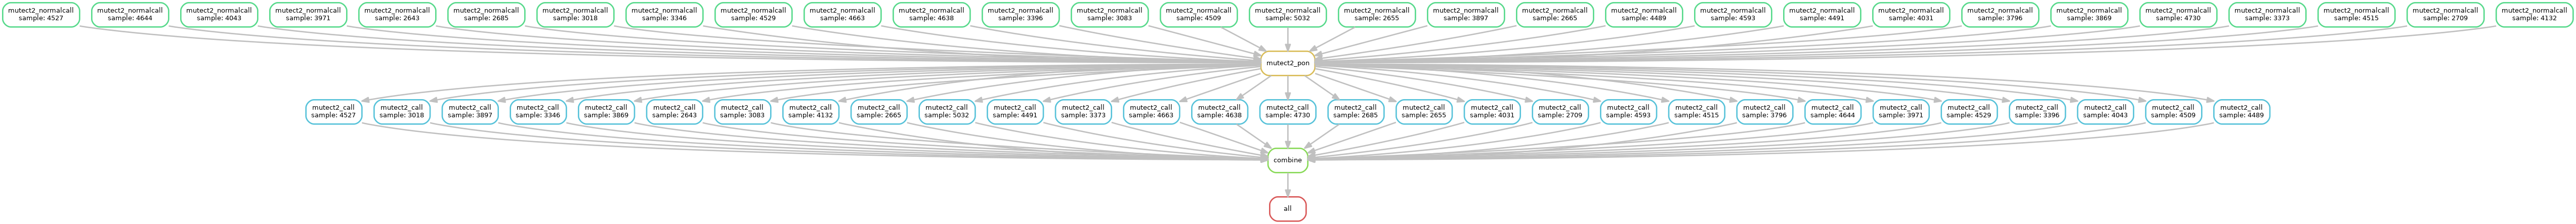 mutect2_normalcall
sample: 4527
mutect2_normalcall
sample: 4644
mutect2_normalcall
sample: 4043
mutect2_normalcall
sample: 3971
mutect2_normalcall
sample: 2643
mutect2_normalcall
sample: 2685
mutect2_normalcall
sample: 3018
mutect2_normalcall
sample: 3346
mutect2_normalcall
sample: 4529
mutect2_normalcall
sample: 4663
mutect2_normalcall
sample: 4638
mutect2_normalcall
sample: 3396
mutect2_normalcall
sample: 3083
mutect2_normalcall
sample: 4509
mutect2_normalcall
sample: 5032
mutect2_normalcall
sample: 2655
mutect2_normalcall
sample: 3897
mutect2_normalcall
sample: 2665
mutect2_normalcall
sample: 4489
mutect2_normalcall
sample: 4593
mutect2_normalcall
sample: 4491
mutect2_normalcall
sample: 4031
mutect2_normalcall
sample: 3796
mutect2_normalcall
sample: 3869
mutect2_normalcall
sample: 4730
mutect2_normalcall
sample: 3373
mutect2_normalcall
sample: 4515
mutect2_normalcall
sample: 2709
mutect2_normalcall
sample: 4132
mutect2_pon
mutect2_call
sample: 4527
mutect2_call
sample: 3018
mutect2_call
sample: 3897
mutect2_call
sample: 3346
mutect2_call
sample: 3869
mutect2_call
sample: 2643
mutect2_call
sample: 3083
mutect2_call
sample: 4132
mutect2_call
sample: 2665
mutect2_call
sample: 5032
mutect2_call
sample: 4491
mutect2_call
sample: 3373
mutect2_call
sample: 4663
mutect2_call
sample: 4638
mutect2_call
sample: 4730
mutect2_call
sample: 2685
mutect2_call
sample: 2655
mutect2_call
sample: 4031
mutect2_call
sample: 2709
mutect2_call
sample: 4593
mutect2_call
sample: 4515
mutect2_call
sample: 3796
mutect2_call
sample: 4644
mutect2_call
sample: 3971
mutect2_call
sample: 4529
mutect2_call
sample: 3396
mutect2_call
sample: 4043
mutect2_call
sample: 4509
mutect2_call
sample: 4489
combine
all